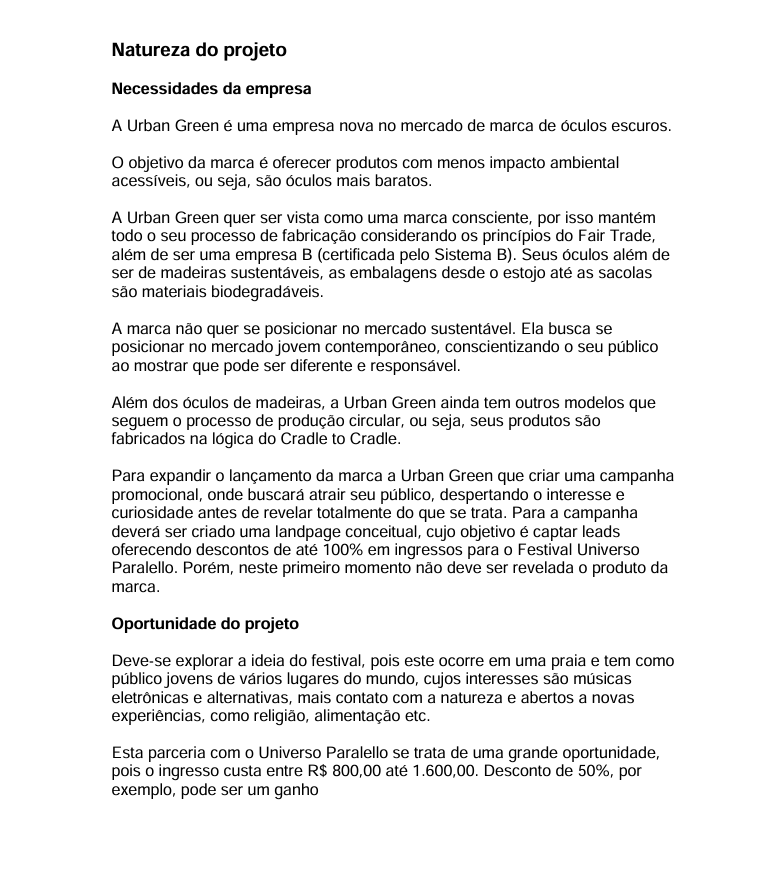 Natureza do projeto
Necessidades da empresa
A Urban Green é uma empresa nova no mercado de marca de óculos escuros.
O objetivo da marca é oferecer produtos com menos impacto ambiental
acessíveis, ou seja, são óculos mais baratos.
A Urban Green quer ser vista como uma marca consciente, por isso mantém
todo o seu processo de fabricação considerando os princípios do Fair Trade,
além de ser uma empresa B (certificada pelo Sistema B). Seus óculos além de
ser de madeiras sustentáveis, as embalagens desde o estojo até as sacolas
são materiais biodegradáveis.
A marca não quer se posicionar no mercado sustentável. Ela busca se
posicionar no mercado jovem contemporâneo, conscientizando o seu público
ao mostrar que pode ser diferente e responsável.
Além dos óculos de madeiras, a Urban Green ainda tem outros modelos que
seguem o processo de produção circular, ou seja, seus produtos são
fabricados na lógica do Cradle to Cradle.
Para expandir o lançamento da marca a Urban Green que criar uma campanha
promocional, onde buscará atrair seu público, despertando o interesse e
curiosidade antes de revelar totalmente do que se trata. Para a campanha
deverá ser criado uma landpage conceitual, cujo objetivo é captar leads
oferecendo descontos de até 100% em ingressos para o Festival Universo
Paralello. Porém, neste primeiro momento não deve ser revelada o produto da
marca.
Oportunidade do projeto
Deve-se explorar a ideia do festival, pois este ocorre em uma praia e tem como
público jovens de vários lugares do mundo, cujos interesses são músicas
eletrônicas e alternativas, mais contato com a natureza e abertos a novas
experiências, como religião, alimentação etc.
Esta parceria com o Universo Paralello se trata de uma grande oportunidade,
pois o ingresso custa entre R$ 800,00 até 1.600,00. Desconto de 50%, por
exemplo, pode ser um ganho